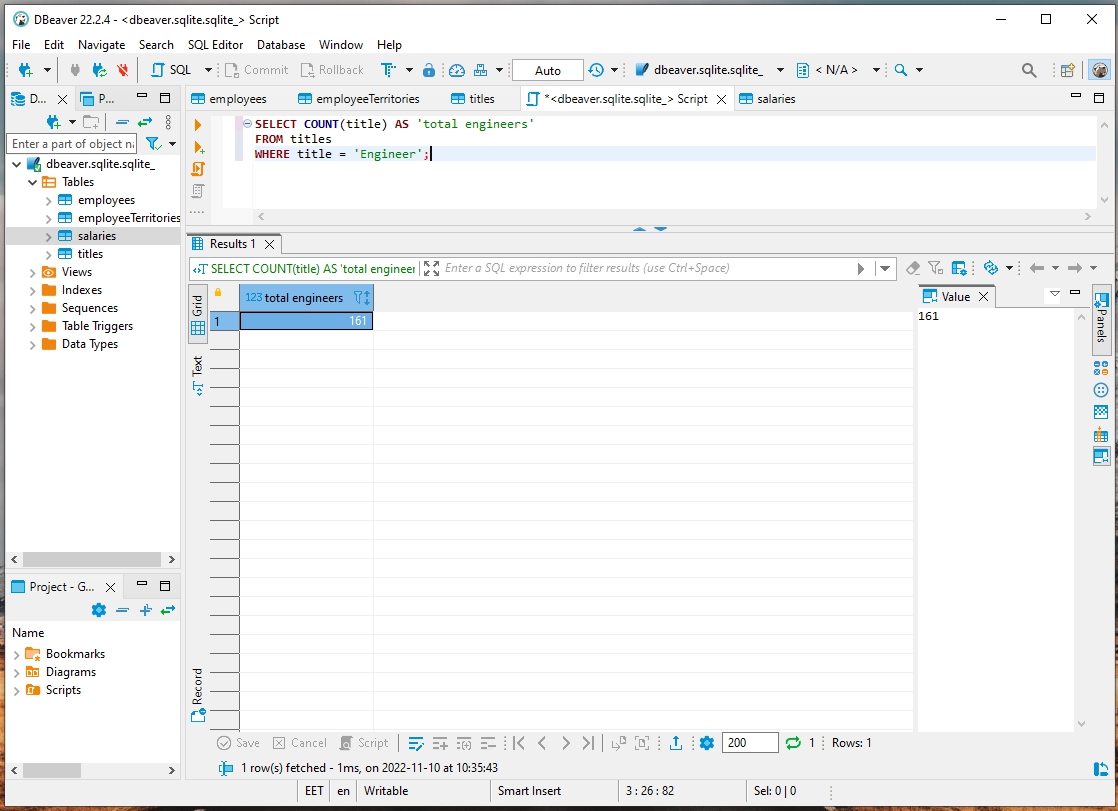 DBeaver 22.2.4 - <dbeaver.sqlite.sqlite_> Script
File Edit Navigate Search SQL Editor Database Window Help
SQL Commit Rollback Auto dbeaver.sqlite.sqlite_ < N/A >
D... P...
employees employeeTerritories titles *<dbeaver.sqlite.sqlite_> Script salaries
Enter a part of object n
dbeaver.sqlite.sqlite_
Tables
employees
employeeTerritories
salaries
titles
Views
Indexes
Sequences
Table Triggers
Data Types
SELECT COUNT(title) AS 'total engineers'
FROM titles
WHERE title = 'Engineer';
Results 1
SELECT COUNT(title) AS 'total engineer
Enter a SQL expression to filter results (use Ctrl+Space)
Grid
Text
Record
123 total engineers
1 161
Value
161
Panels
Project - G...
Name
Bookmarks
Diagrams
Scripts
Save Cancel Script 200 1 Rows: 1
1 row(s) fetched - 1ms, on 2022-11-10 at 10:35:43
EET en Writable Smart Insert 3 : 26 : 82 Sel: 0 | 0